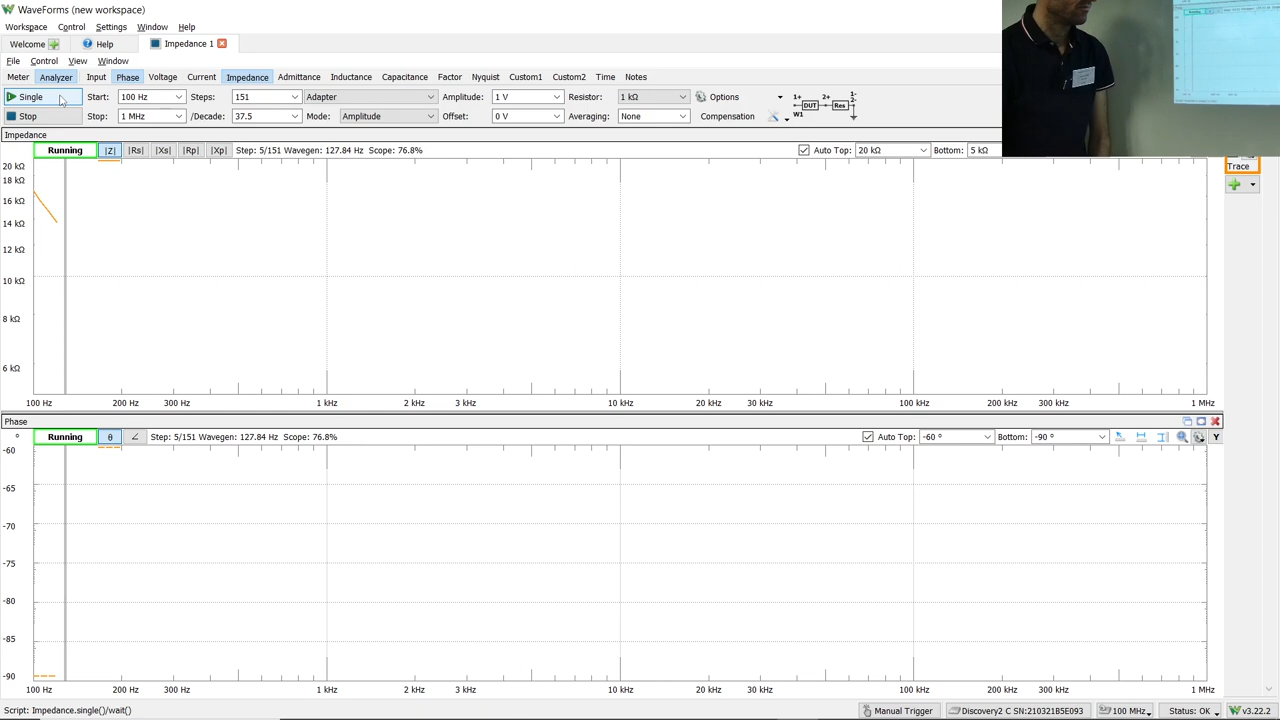 WaveForms (new workspace)
Workspace Control Settings Window Help
Welcome Help Impedance 1
File Control View Window
Meter Analyzer Input Phase Voltage Current Impedance Admittance Inductance Capacitance Factor Nyquist Custom1 Custom2 Time Notes
Single Start: 100 Hz Steps: 151 Adapter Amplitude: 1 V Resistor: 1 kΩ Options
Stop Stop: 1 MHz /Decade: 37.5 Mode: Amplitude Offset: 0 V Averaging: None Compensation
1+ 2+ 1-
DUT Res
W1
Impedance
Running |Z| |Rs| |Xs| |Rp| |Xp| Step: 5/151 Wavegen: 127.84 Hz Scope: 76.8% Auto Top: 20 kΩ Bottom: 5 kΩ
Trace
20 kΩ
18 kΩ
16 kΩ
14 kΩ
12 kΩ
10 kΩ
8 kΩ
6 kΩ
100 Hz 200 Hz 300 Hz 1 kHz 2 kHz 3 kHz 10 kHz 20 kHz 30 kHz 100 kHz 200 kHz 300 kHz 1 MHz
Phase
° Running θ ∠ Step: 5/151 Wavegen: 127.84 Hz Scope: 76.8% Auto Top: -60 º Bottom: -90 º Y
-60
-65
-70
-75
-80
-85
-90
100 Hz 200 Hz 300 Hz 1 kHz 2 kHz 3 kHz 10 kHz 20 kHz 30 kHz 100 kHz 200 kHz 300 kHz 1 MHz
Script: Impedance.single()/wait() Manual Trigger Discovery2 C SN:210321B5E093 100 MHz Status: OK v3.22.2